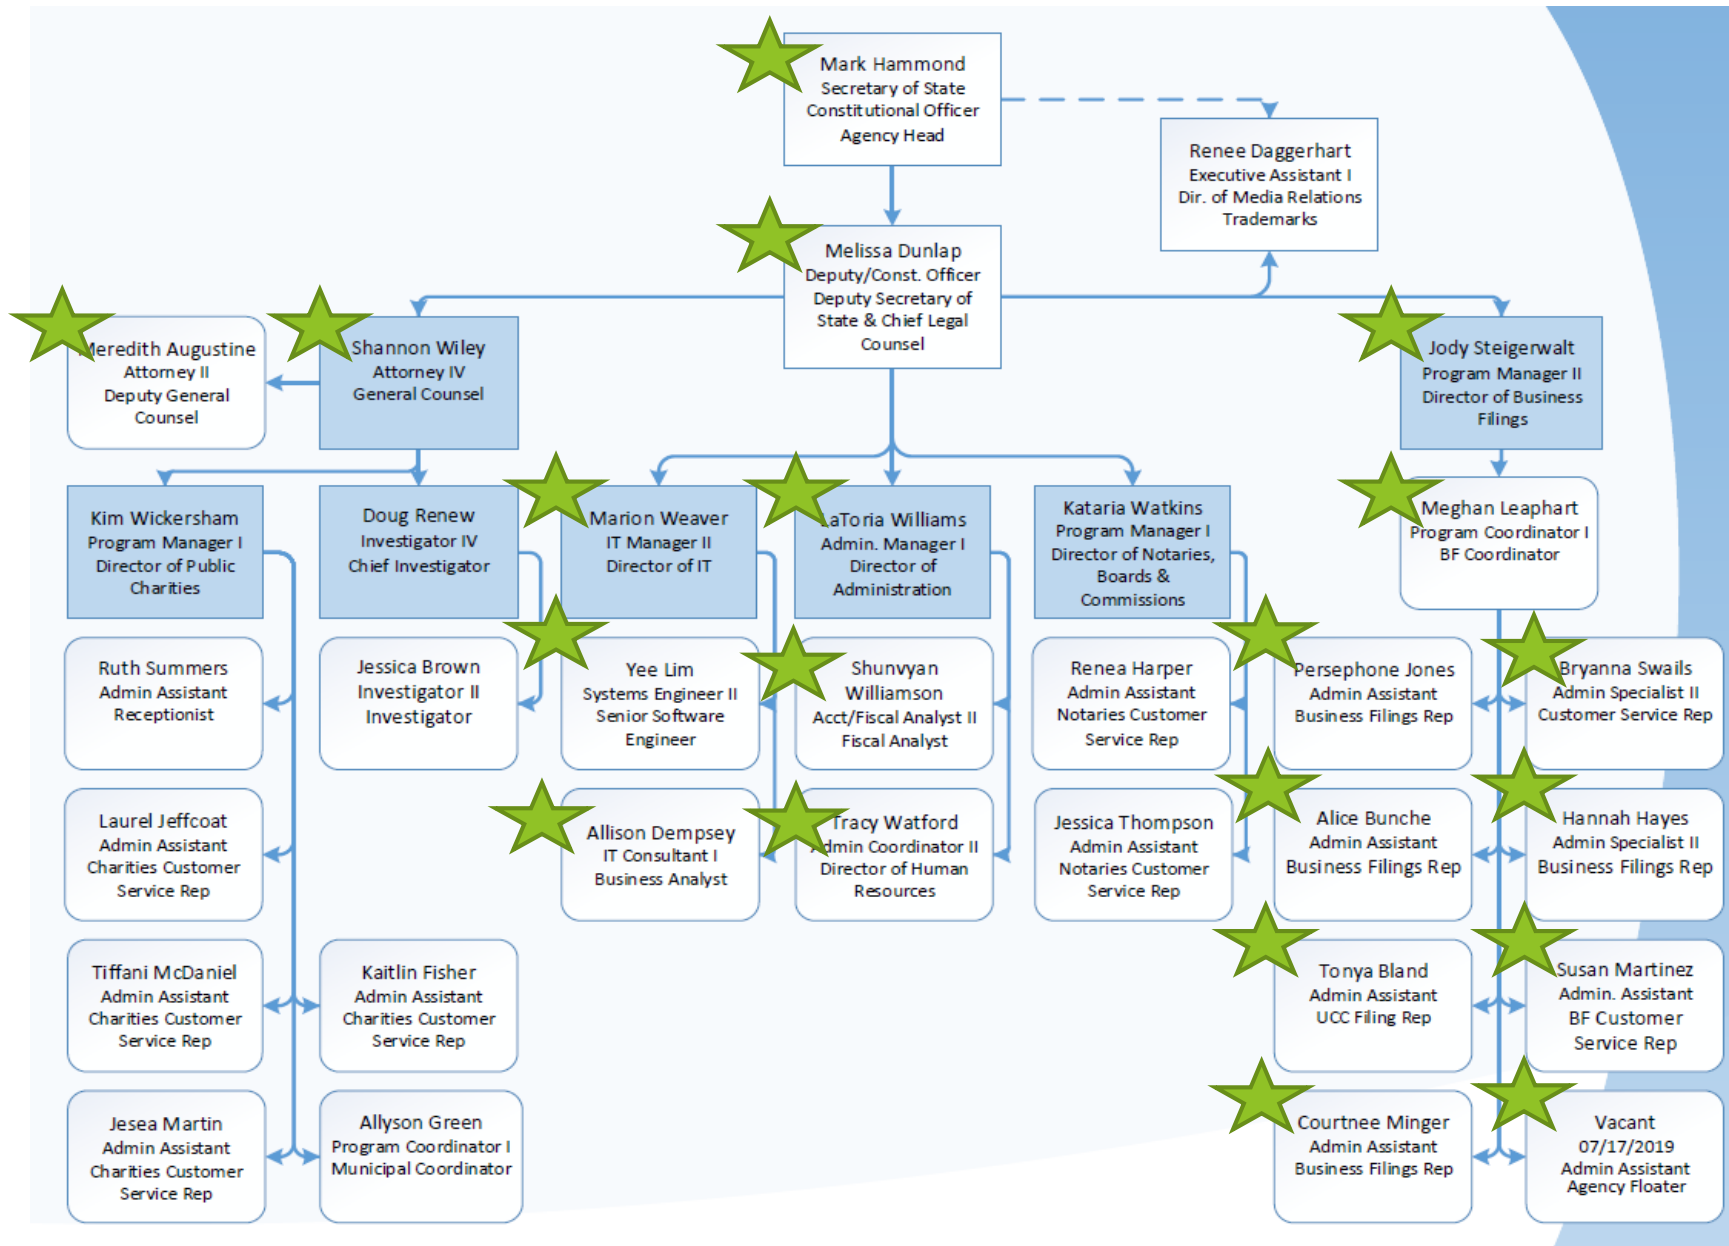 Mark Hammond
Secretary of State
Constitutional Officer
Agency Head
Renee Daggerhart
Executive Assistant I
Dir. of Media Relations
Trademarks
Melissa Dunlap
Deputy/Const. Officer
Deputy Secretary of
State & Chief Legal
Counsel
Meredith Augustine
Attorney II
Deputy General
Counsel
Shannon Wiley
Attorney IV
General Counsel
Jody Steigerwalt
Program Manager II
Director of Business
Filings
Kim Wickersham
Program Manager I
Director of Public
Charities
Doug Renew
Investigator IV
Chief Investigator
Marion Weaver
IT Manager II
Director of IT
LaToria Williams
Admin. Manager I
Director of
Administration
Kataria Watkins
Program Manager I
Director of Notaries,
Boards &
Commissions
Meghan Leaphart
Program Coordinator I
BF Coordinator
Ruth Summers
Admin Assistant
Receptionist
Jessica Brown
Investigator II
Investigator
Yee Lim
Systems Engineer II
Senior Software
Engineer
Shunvyan
Williamson
Acct/Fiscal Analyst II
Fiscal Analyst
Renea Harper
Admin Assistant
Notaries Customer
Service Rep
Persephone Jones
Admin Assistant
Business Filings Rep
Bryanna Swails
Admin Specialist II
Customer Service Rep
Laurel Jeffcoat
Admin Assistant
Charities Customer
Service Rep
Allison Dempsey
IT Consultant I
Business Analyst
Tracy Watford
Admin Coordinator II
Director of Human
Resources
Jessica Thompson
Admin Assistant
Notaries Customer
Service Rep
Alice Bunche
Admin Assistant
Business Filings Rep
Hannah Hayes
Admin Specialist II
Business Filings Rep
Tiffani McDaniel
Admin Assistant
Charities Customer
Service Rep
Kaitlin Fisher
Admin Assistant
Charities Customer
Service Rep
Tonya Bland
Admin Assistant
UCC Filing Rep
Susan Martinez
Admin. Assistant
BF Customer
Service Rep
Jesea Martin
Admin Assistant
Charities Customer
Service Rep
Allyson Green
Program Coordinator I
Municipal Coordinator
Courtnee Minger
Admin Assistant
Business Filings Rep
Vacant
07/17/2019
Admin Assistant
Agency Floater